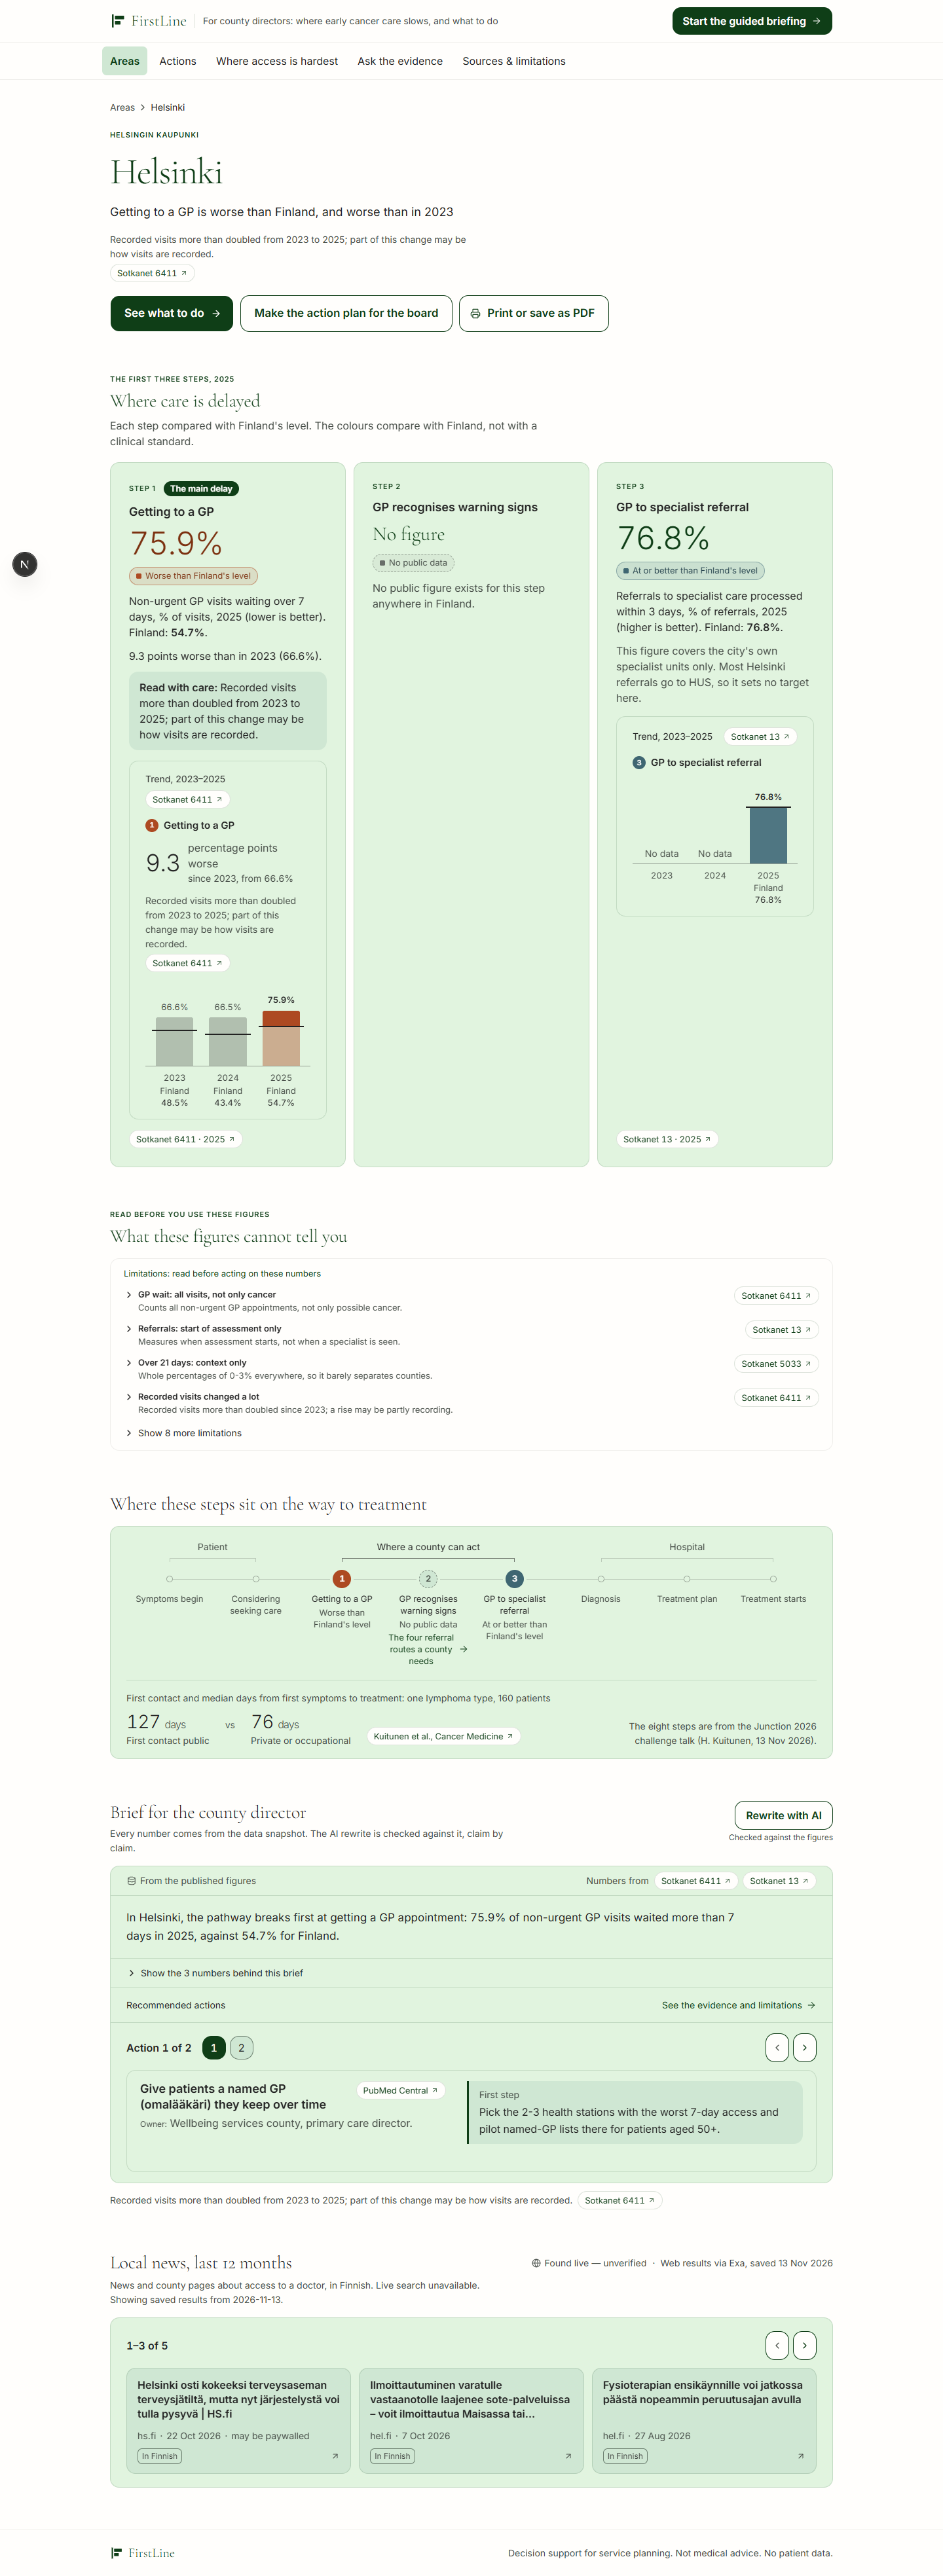 FirstLine
For county directors: where early cancer care slows, and what to do
Start the guided briefing →
Areas
Actions
Where access is hardest
Ask the evidence
Sources & limitations
Areas > Helsinki
HELSINGIN KAUPUNKI
Helsinki
Getting to a GP is worse than Finland, and worse than in 2023
Recorded visits more than doubled from 2023 to 2025; part of this change may be
how visits are recorded.
Sotkanet 6411 ↗
See what to do →
Make the action plan for the board
Print or save as PDF
THE FIRST THREE STEPS, 2025
Where care is delayed
Each step compared with Finland's level. The colours compare with Finland, not with a
clinical standard.
STEP 1
The main delay
Getting to a GP
75.9%
Worse than Finland's level
Non-urgent GP visits waiting over 7
days, % of visits, 2025 (lower is better).
Finland: 54.7%.
9.3 points worse than in 2023 (66.6%).
Read with care: Recorded visits
more than doubled from 2023 to
2025; part of this change may be
how visits are recorded.
Trend, 2023–2025
Sotkanet 6411 ↗
1 Getting to a GP
9.3
percentage points
worse
since 2023, from 66.6%
Recorded visits more than doubled
from 2023 to 2025; part of this
change may be how visits are
recorded.
Sotkanet 6411 ↗
66.6% 66.5% 75.9%
2023 2024 2025
Finland Finland Finland
48.5% 43.4% 54.7%
Sotkanet 6411 · 2025 ↗
STEP 2
GP recognises warning signs
No figure
No public data
No public figure exists for this step
anywhere in Finland.
STEP 3
GP to specialist referral
76.8%
At or better than Finland's level
Referrals to specialist care processed
within 3 days, % of referrals, 2025
(higher is better). Finland: 76.8%.
This figure covers the city's own
specialist units only. Most Helsinki
referrals go to HUS, so it sets no target
here.
Trend, 2023–2025
Sotkanet 13 ↗
3 GP to specialist referral
76.8%
No data No data
2023 2024 2025
Finland
76.8%
Sotkanet 13 · 2025 ↗
N
READ BEFORE YOU USE THESE FIGURES
What these figures cannot tell you
Limitations: read before acting on these numbers
GP wait: all visits, not only cancer
Counts all non-urgent GP appointments, not only possible cancer.
Sotkanet 6411 ↗
Referrals: start of assessment only
Measures when assessment starts, not when a specialist is seen.
Sotkanet 13 ↗
Over 21 days: context only
Whole percentages of 0-3% everywhere, so it barely separates counties.
Sotkanet 5033 ↗
Recorded visits changed a lot
Recorded visits more than doubled since 2023; a rise may be partly recording.
Sotkanet 6411 ↗
Show 8 more limitations
Where these steps sit on the way to treatment
Patient
Where a county can act
Hospital
1 2 3
Symptoms begin
Considering
seeking care
Getting to a GP
Worse than
Finland's level
GP recognises
warning signs
No public data
The four referral
routes a county →
needs
GP to specialist
referral
At or better than
Finland's level
Diagnosis
Treatment plan
Treatment starts
First contact and median days from first symptoms to treatment: one lymphoma type, 160 patients
127 days
First contact public
vs
76 days
Private or occupational
Kuitunen et al., Cancer Medicine ↗
The eight steps are from the Junction 2026
challenge talk (H. Kuitunen, 13 Nov 2026).
Brief for the county director
Every number comes from the data snapshot. The AI rewrite is checked against it, claim by
claim.
Rewrite with AI
Checked against the figures
From the published figures
Numbers from Sotkanet 6411 ↗ Sotkanet 13 ↗
In Helsinki, the pathway breaks first at getting a GP appointment: 75.9% of non-urgent GP visits waited more than 7
days in 2025, against 54.7% for Finland.
Show the 3 numbers behind this brief
Recommended actions
See the evidence and limitations →
Action 1 of 2
1 2
Give patients a named GP
(omalääkäri) they keep over time
PubMed Central ↗
Owner: Wellbeing services county, primary care director.
First step
Pick the 2-3 health stations with the worst 7-day access and
pilot named-GP lists there for patients aged 50+.
Recorded visits more than doubled from 2023 to 2025; part of this change may be how visits are recorded. Sotkanet 6411 ↗
Local news, last 12 months
Found live — unverified · Web results via Exa, saved 13 Nov 2026
News and county pages about access to a doctor, in Finnish. Live search unavailable.
Showing saved results from 2026-11-13.
1–3 of 5
Helsinki osti kokeeksi terveysaseman
terveysjätiltä, mutta nyt järjestelystä voi
tulla pysyvä | HS.fi
hs.fi · 22 Oct 2026 · may be paywalled
In Finnish
Ilmoittautuminen varatulle
vastaanotolle laajenee sote-palveluissa
– voit ilmoittautua Maisassa tai...
hel.fi · 7 Oct 2026
In Finnish
Fysioterapian ensikäynnille voi jatkossa
päästä nopeammin peruutusajan avulla
hel.fi · 27 Aug 2026
In Finnish
FirstLine
Decision support for service planning. Not medical advice. No patient data.